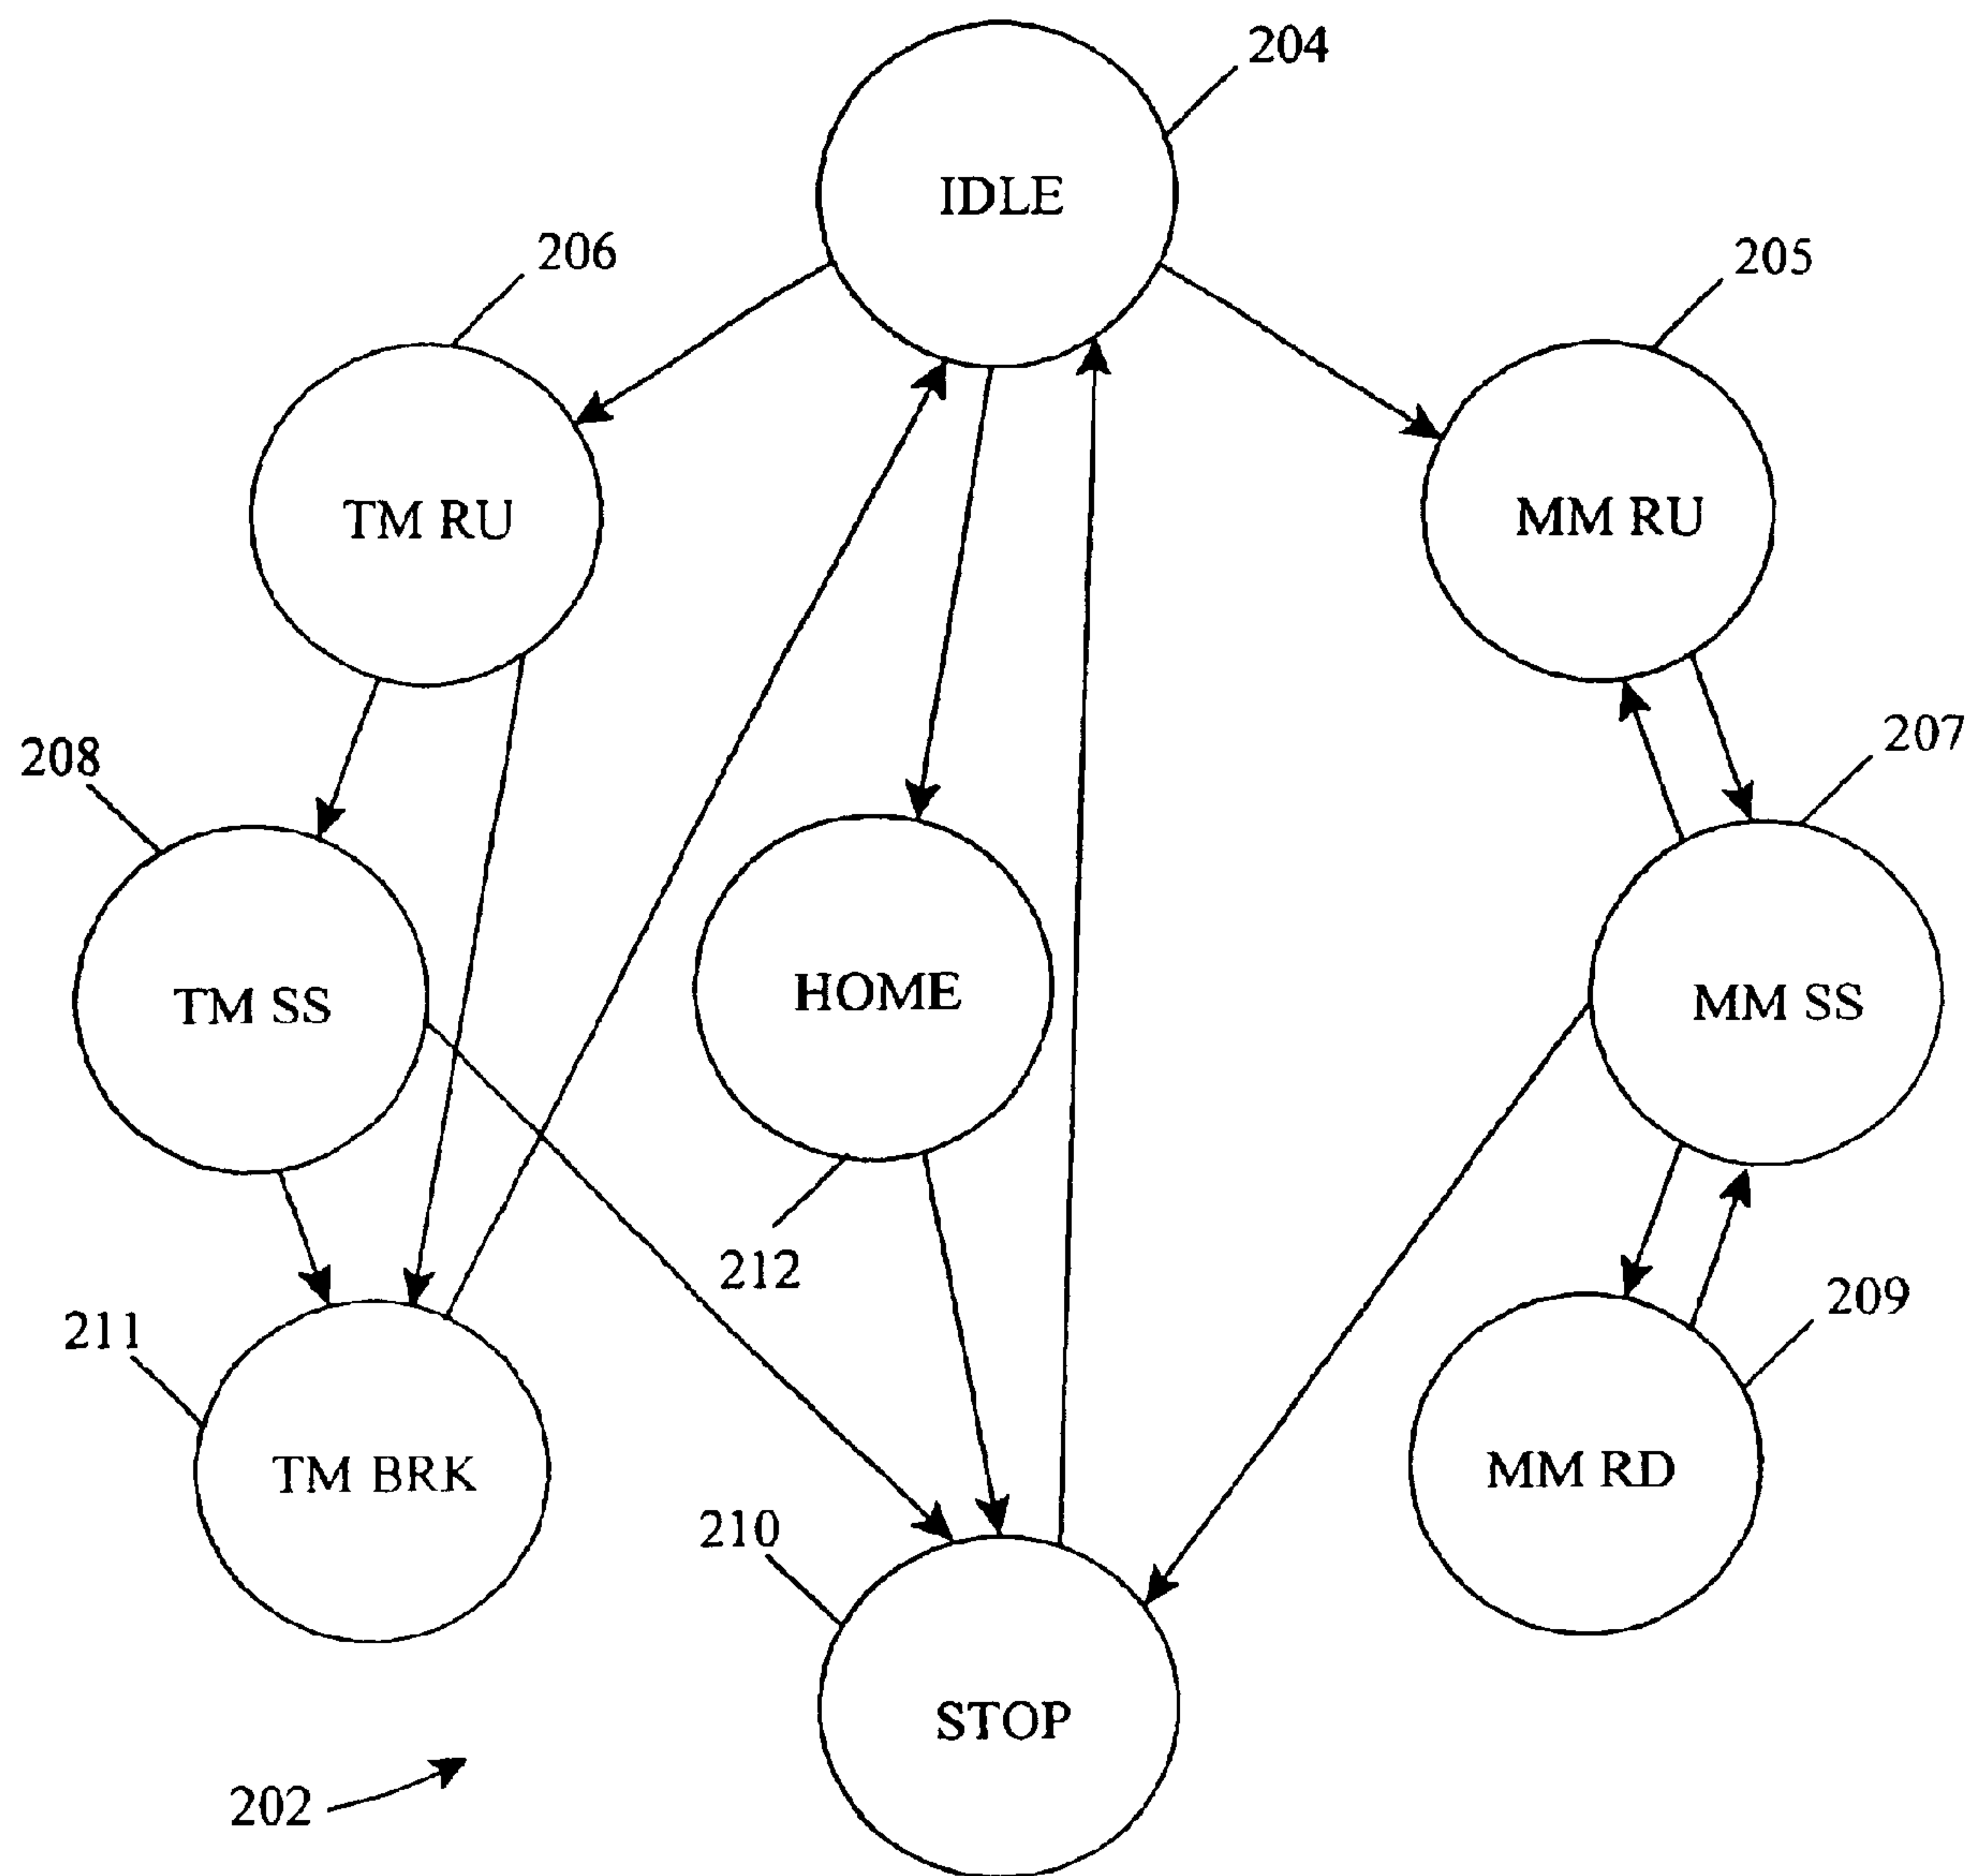 204
IDLE
206
205
TM RU
MM RU
208
207
TM SS
HOME
MM SS
212
209
211
TM BRK
MM RD
210
STOP
202